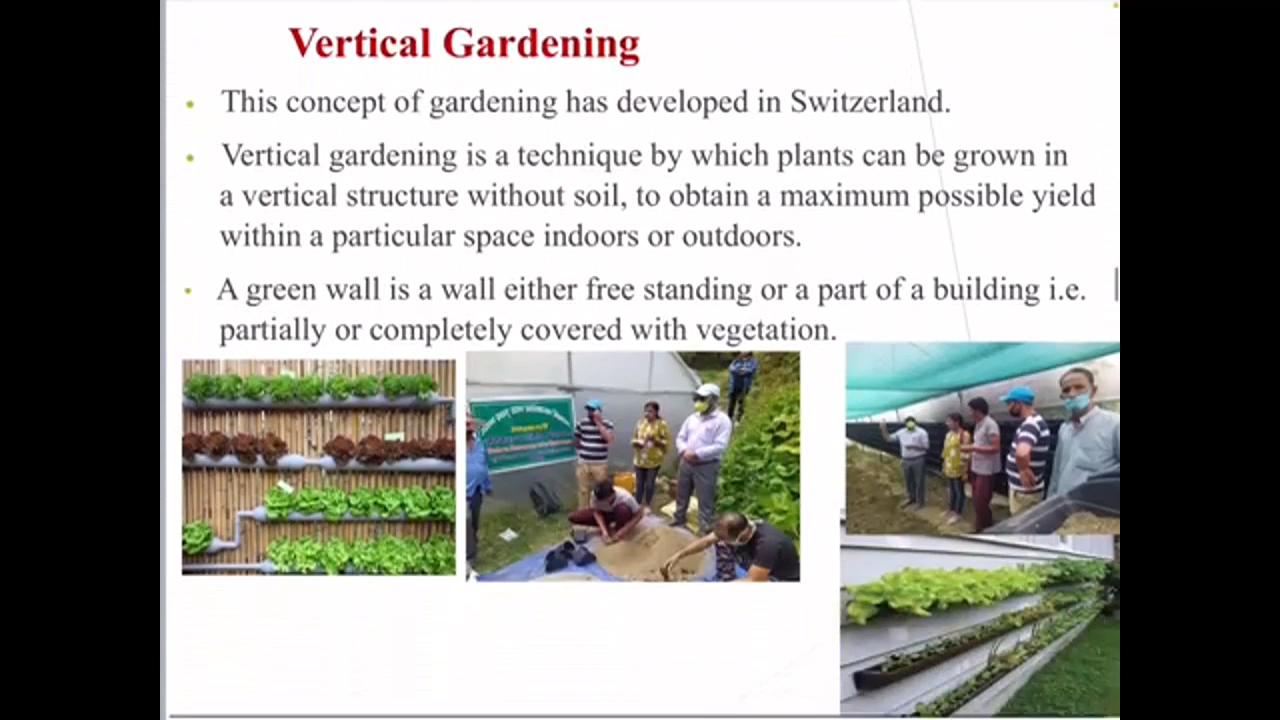 Vertical Gardening
• This concept of gardening has developed in Switzerland.
• Vertical gardening is a technique by which plants can be grown in
a vertical structure without soil, to obtain a maximum possible yield
within a particular space indoors or outdoors.
• A green wall is a wall either free standing or a part of a building i.e.
partially or completely covered with vegetation.